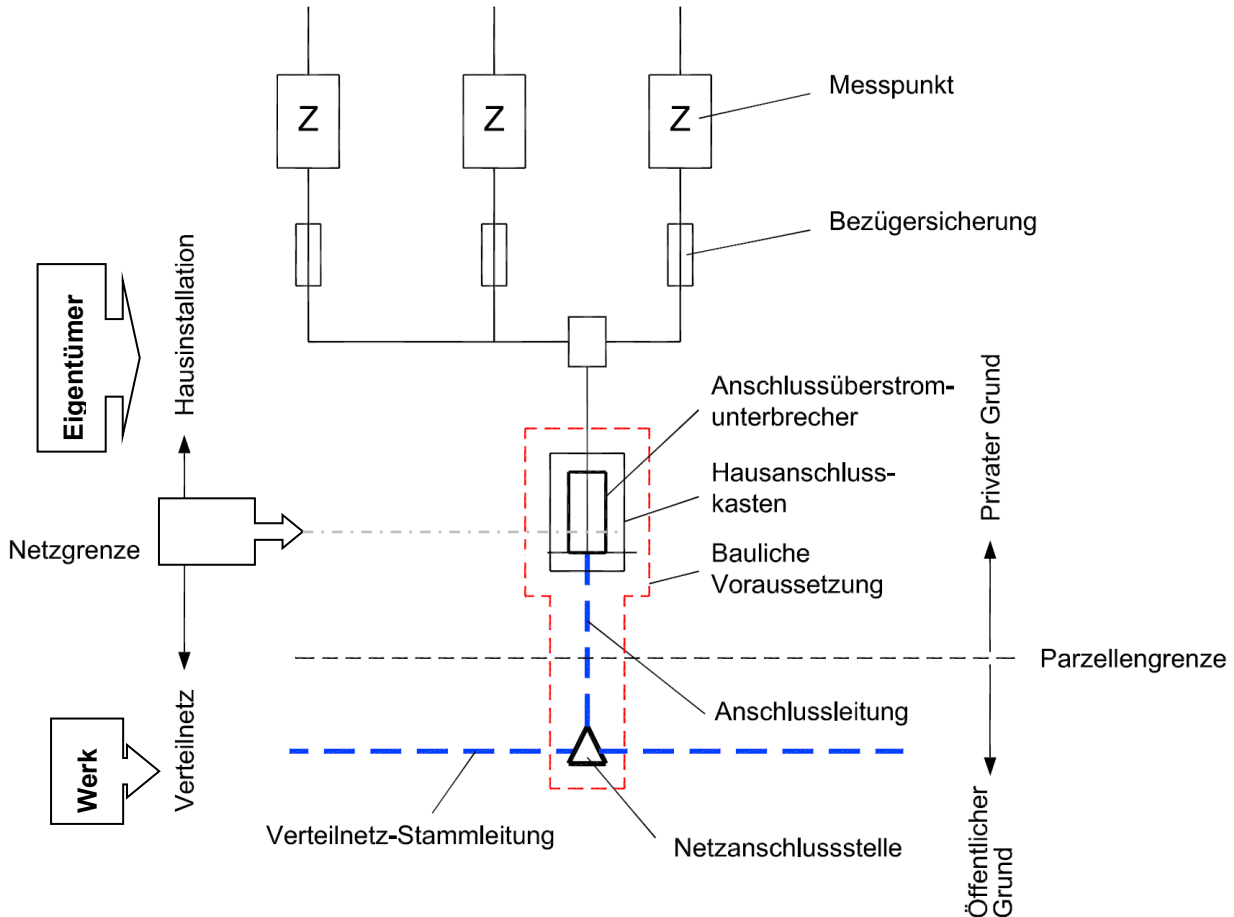 Z
Z
Z
Messpunkt
Bezügersicherung
Eigentümer
Hausinstallation
Anschlussüberstrom-
unterbrecher
Hausanschluss-
kasten
Privater Grund
Netzgrenze
Bauliche
Voraussetzung
Parzellengrenze
Anschlussleitung
Werk
Verteilnetz
Verteilnetz-Stammleitung
Netzanschlussstelle
Öffentlicher
Grund